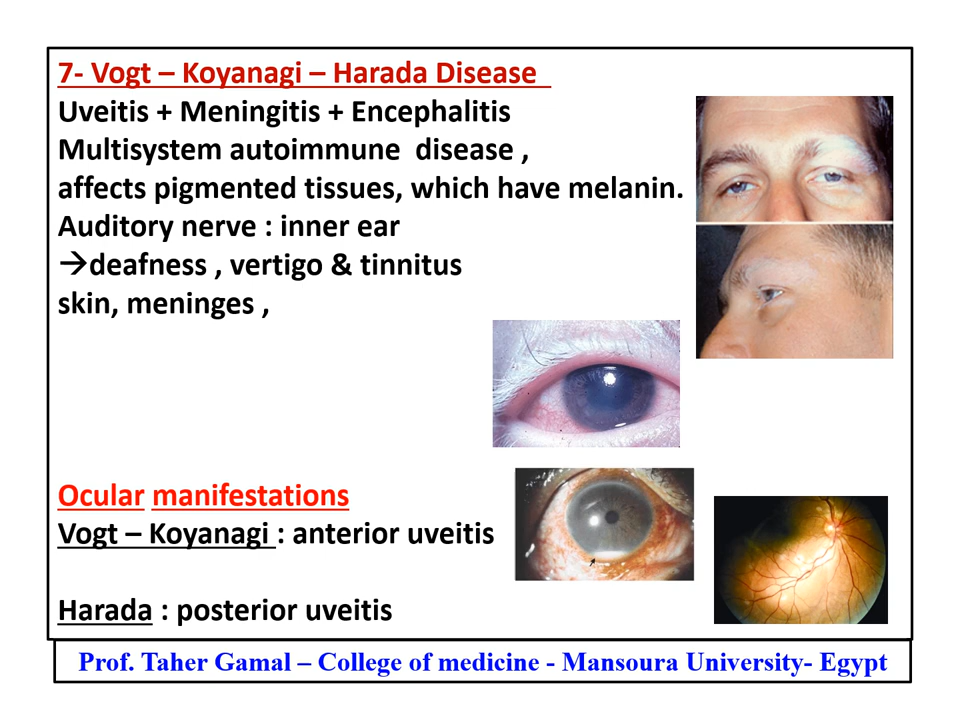 7- Vogt – Koyanagi – Harada Disease
Uveitis + Meningitis + Encephalitis
Multisystem autoimmune disease ,
affects pigmented tissues, which have melanin.
Auditory nerve : inner ear
→deafness , vertigo & tinnitus
skin, meninges ,
Ocular manifestations
Vogt – Koyanagi : anterior uveitis
Harada : posterior uveitis
Prof. Taher Gamal – College of medicine - Mansoura University- Egypt